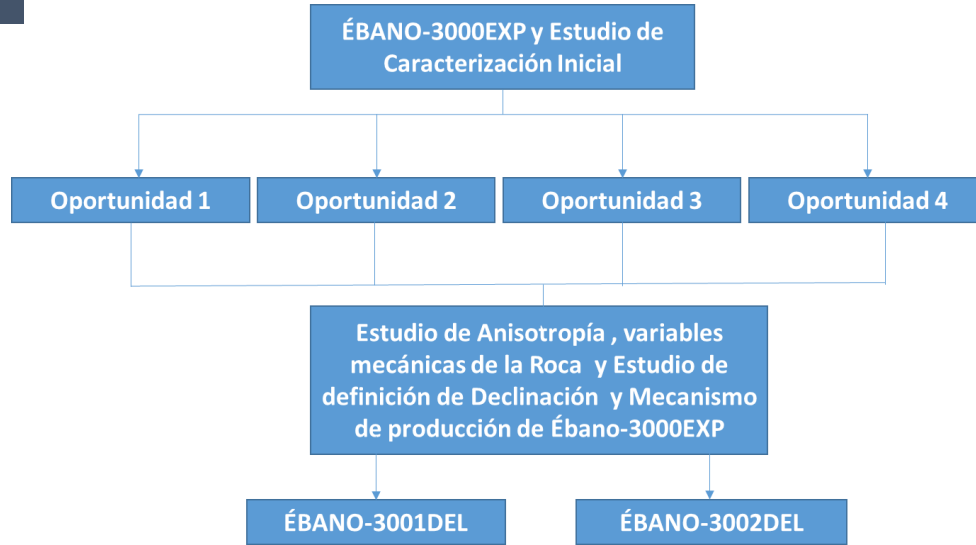 ÉBANO-3000EXP y Estudio de
Caracterización Inicial
Oportunidad 1
Oportunidad 2
Oportunidad 3
Oportunidad 4
Estudio de Anisotropía , variables
mecánicas de la Roca y Estudio de
definición de Declinación y Mecanismo
de producción de Ébano-3000EXP
ÉBANO-3001DEL
ÉBANO-3002DEL